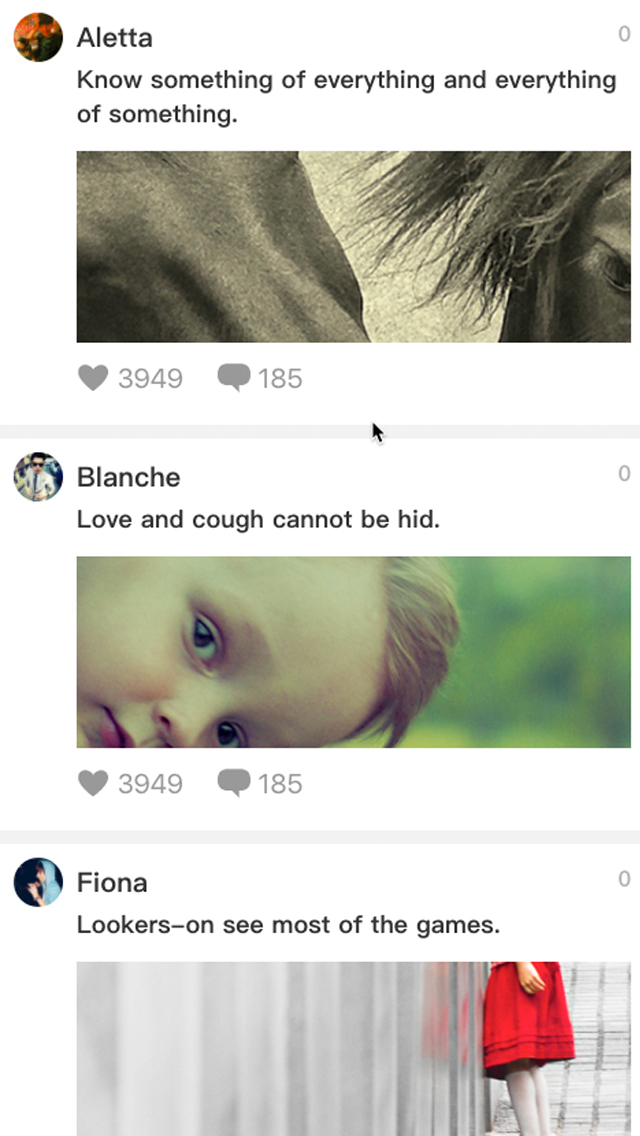 Aletta 0
Know something of everything and everything
of something.
3949 185
Blanche 0
Love and cough cannot be hid.
3949 185
Fiona 0
Lookers–on see most of the games.